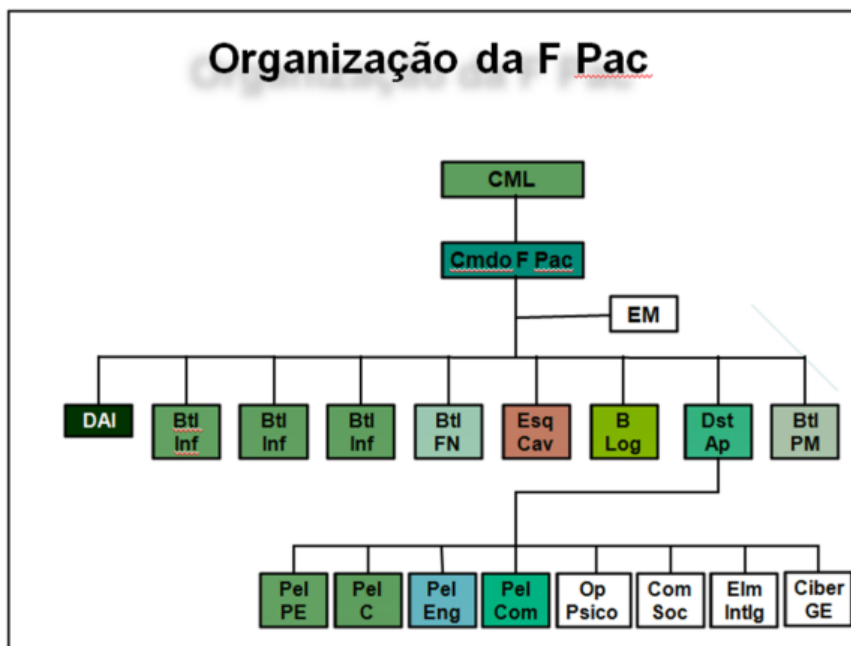 Organização da F Pac
CML
Cmdo F Pac
EM
DAI
Btl
Inf
Btl
Inf
Btl
Inf
Btl
FN
Esq
Cav
B
Log
Dst
Ap
Btl
PM
Pel
PE
Pel
C
Pel
Eng
Pel
Com
Op
Psico
Com
Soc
Elm
Intlg
Ciber
GE